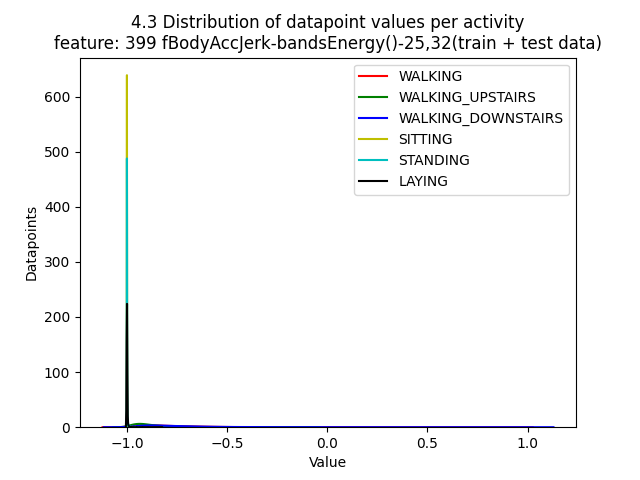 4.3 Distribution of datapoint values per activity
feature: 399 fBodyAccJerk-bandsEnergy()-25,32(train + test data)
WALKING
WALKING_UPSTAIRS
WALKING_DOWNSTAIRS
SITTING
STANDING
LAYING
Datapoints
600
500
400
300
200
100
0
−1.0
−0.5
0.0
0.5
1.0
Value